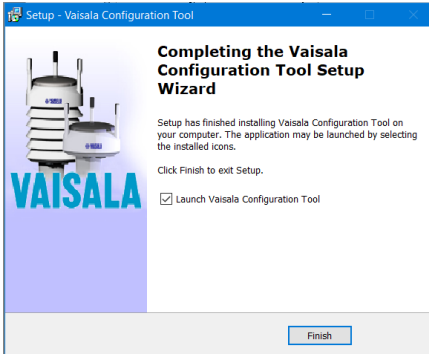 Setup - Vaisala Configuration Tool
Completing the Vaisala
Configuration Tool Setup
Wizard
Setup has finished installing Vaisala Configuration Tool on
your computer. The application may be launched by selecting
the installed icons.
Click Finish to exit Setup.
VAISALA
Launch Vaisala Configuration Tool
Finish